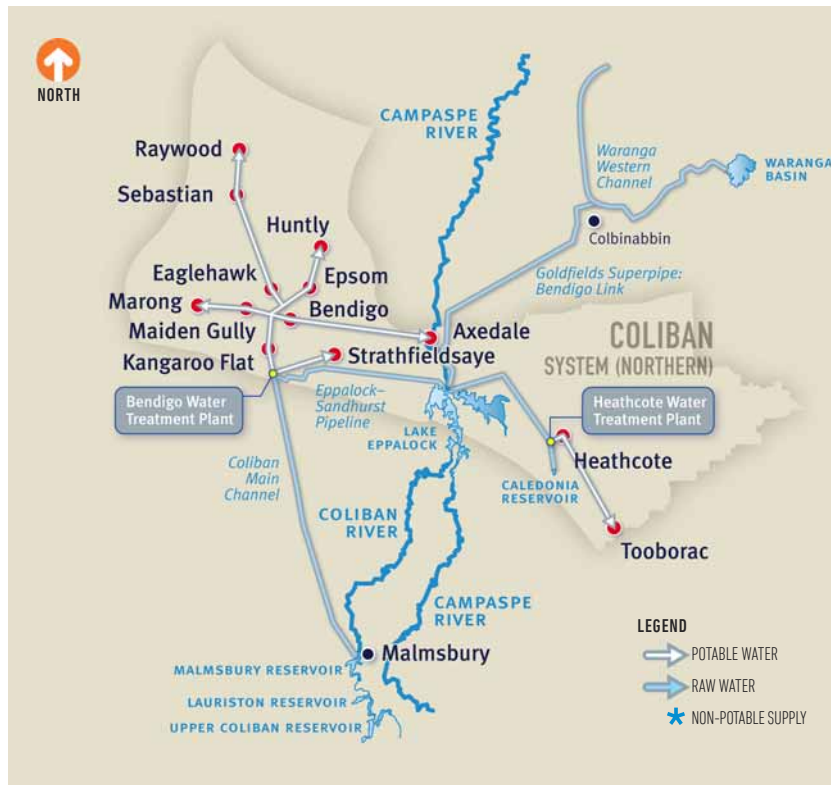 NORTH
CAMPASPE
RIVER
Raywood
Sebastian
Waranga
Western
Channel
WARANGA
BASIN
Huntly
Colbinabbin
Eaglehawk
Epsom
Goldfields Superpipe:
Bendigo Link
Marong
Bendigo
Maiden Gully
Axedale
COLIBAN
SYSTEM (NORTHERN)
Kangaroo Flat
Strathfieldsaye
Bendigo Water
Treatment Plant
Eppalock–
Sandhurst
Pipeline
Heathcote Water
Treatment Plant
LAKE
EPPALOCK
Coliban
Main
Channel
Heathcote
CALEDONIA
RESERVOIR
COLIBAN
RIVER
Tooborac
CAMPASPE
RIVER
Malmsbury
MALMSBURY RESERVOIR
LAURISTON RESERVOIR
UPPER COLIBAN RESERVOIR
LEGEND
POTABLE WATER
RAW WATER
NON-POTABLE SUPPLY